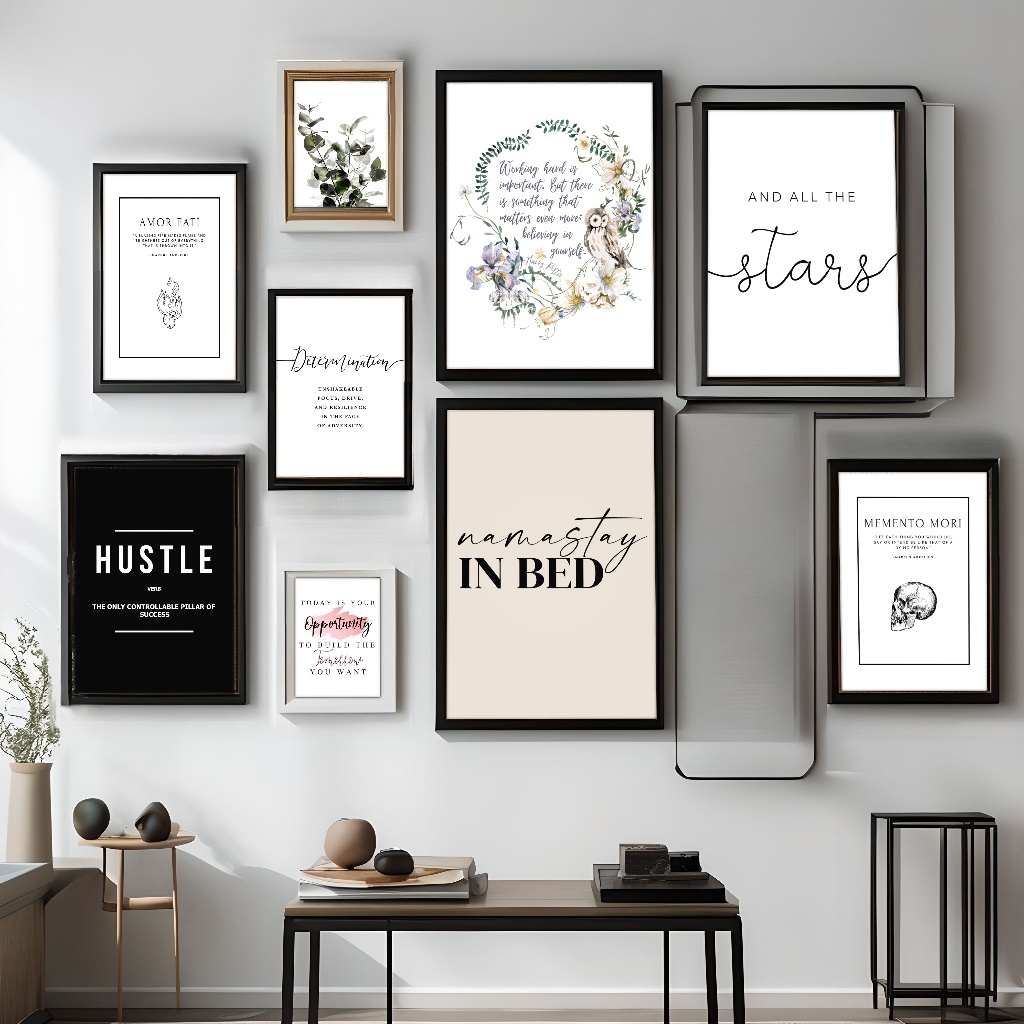 AMOR FATI
Working hard is
important. But there
is something that
matters even more:
believing in
yourself.
AND ALL THE
stars
Determination
UNSHAKEABLE
FOCUS, DRIVE,
AND RESILIENCE
IN THE FACE
OF ADVERSITY.
HUSTLE
VERB
THE ONLY CONTROLLABLE PILLAR OF
SUCCESS
TODAY IS YOUR
Opportunity
TO BUILD THE
Tomorrow
YOU WANT
namastay
IN BED
MEMENTO MORI